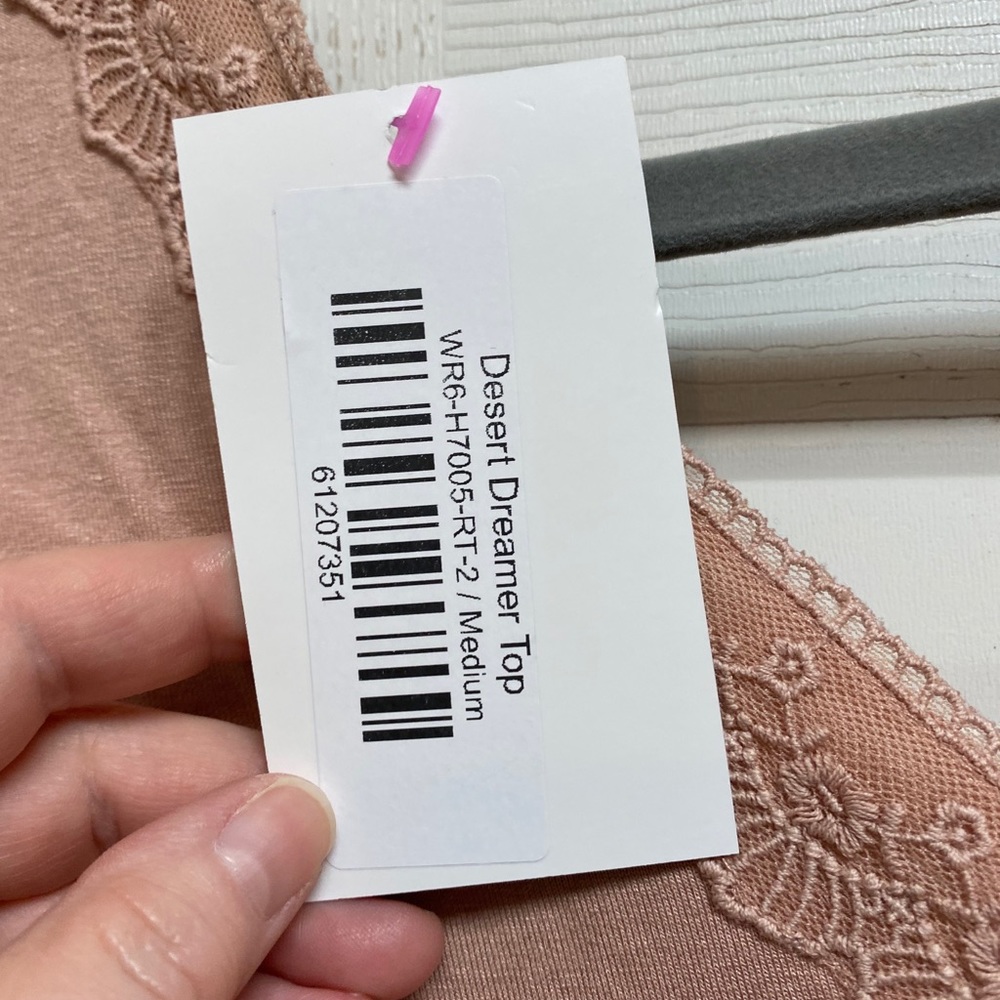 Desert Dreamer Top
WR6-H7005-RT-2 / Medium
61207351